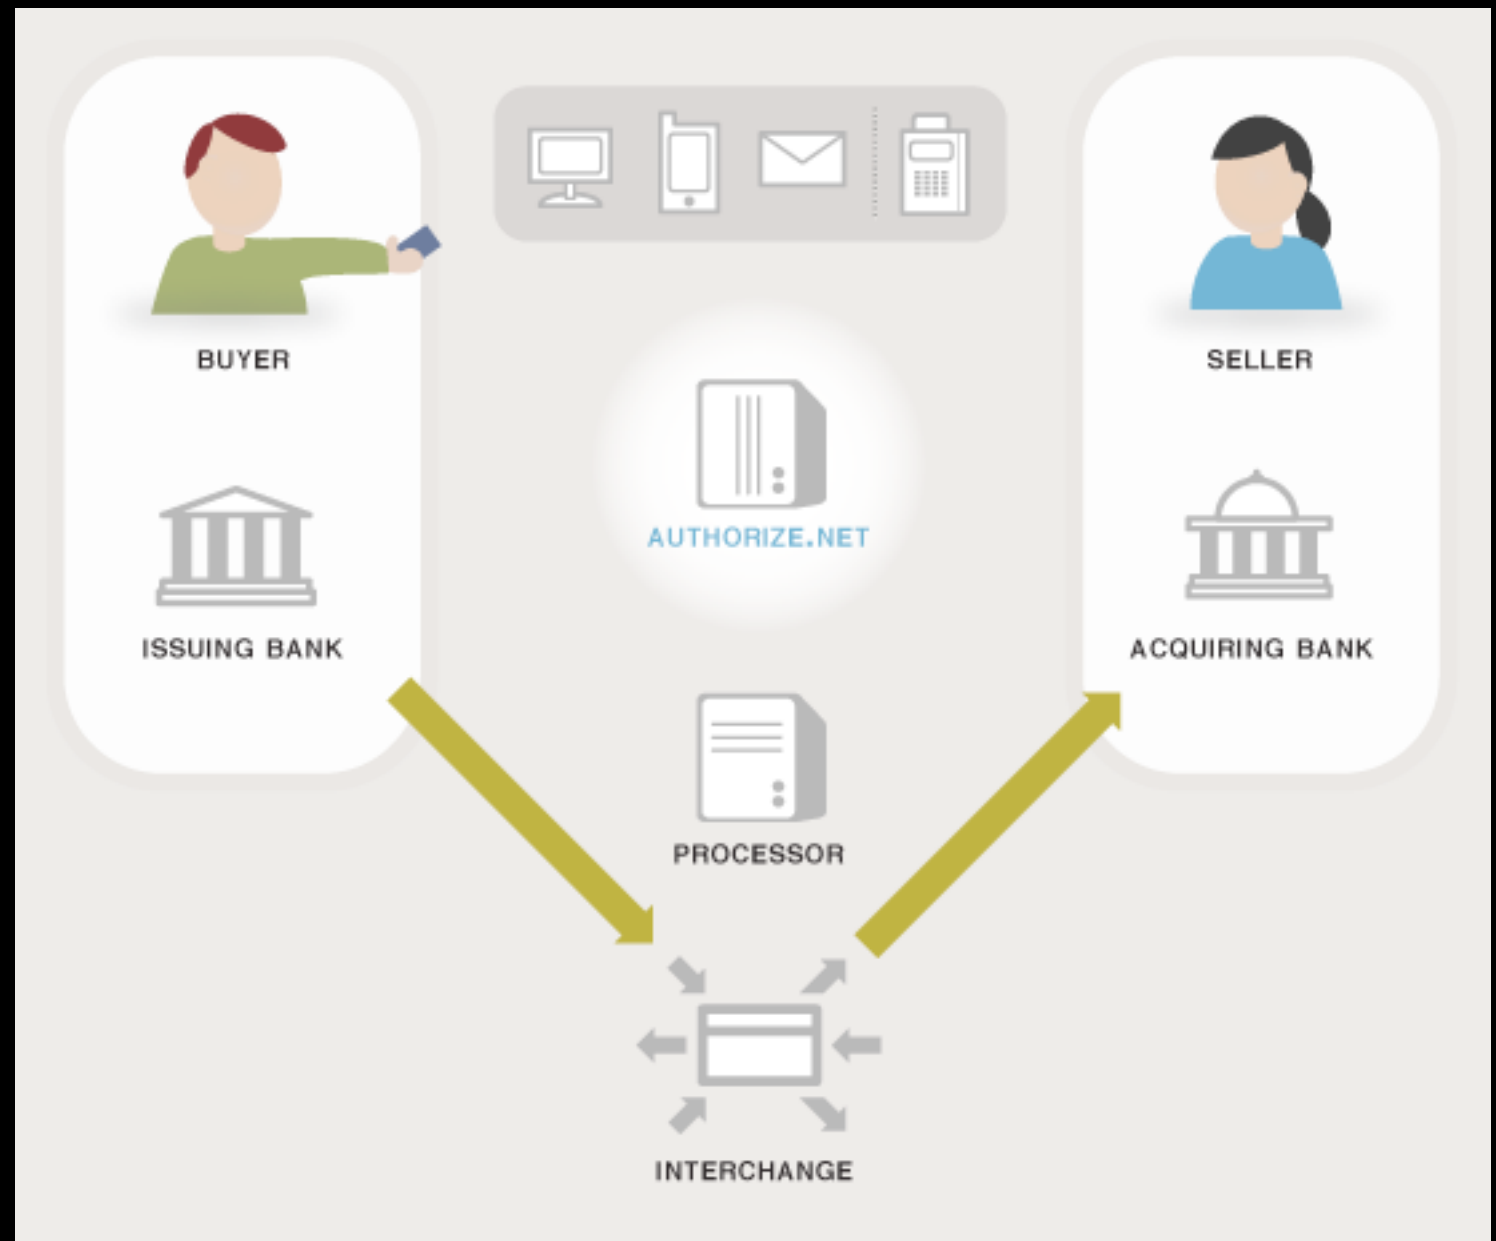 BUYER
SELLER
AUTHORIZE.NET
ISSUING BANK
ACQUIRING BANK
PROCESSOR
INTERCHANGE